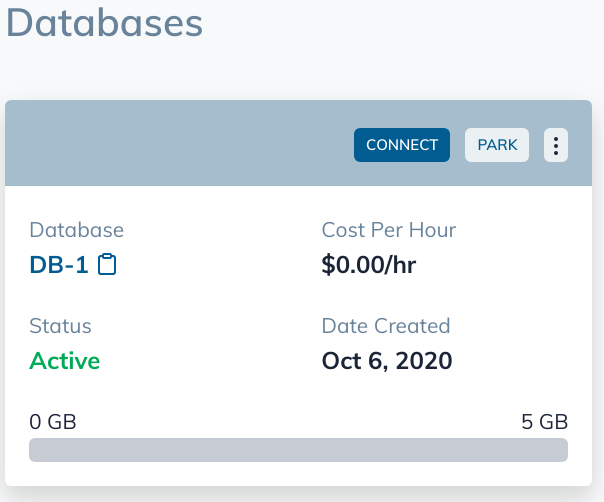 Databases
CONNECT PARK
Database Cost Per Hour
DB-1 $0.00/hr
Status Date Created
Active Oct 6, 2020
0 GB 5 GB